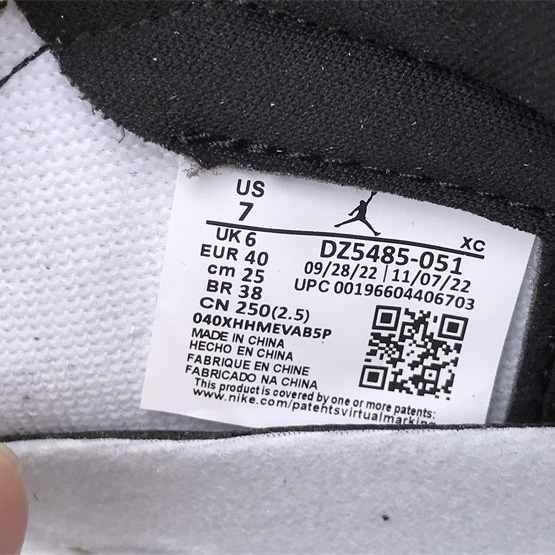 US
7
XC
UK 6
EUR 40
cm 25
BR 38
CN 250(2.5)
DZ5485-051
09/28/22 | 11/07/22
UPC 00196604406703
040XHHMEVAB5P
MADE IN CHINA
HECHO EN CHINA
FABRIQUE EN CHINE
FABRICADO NA CHINA
This product is covered by one or more patents:
www.nike.com/patentsvirtualmarking